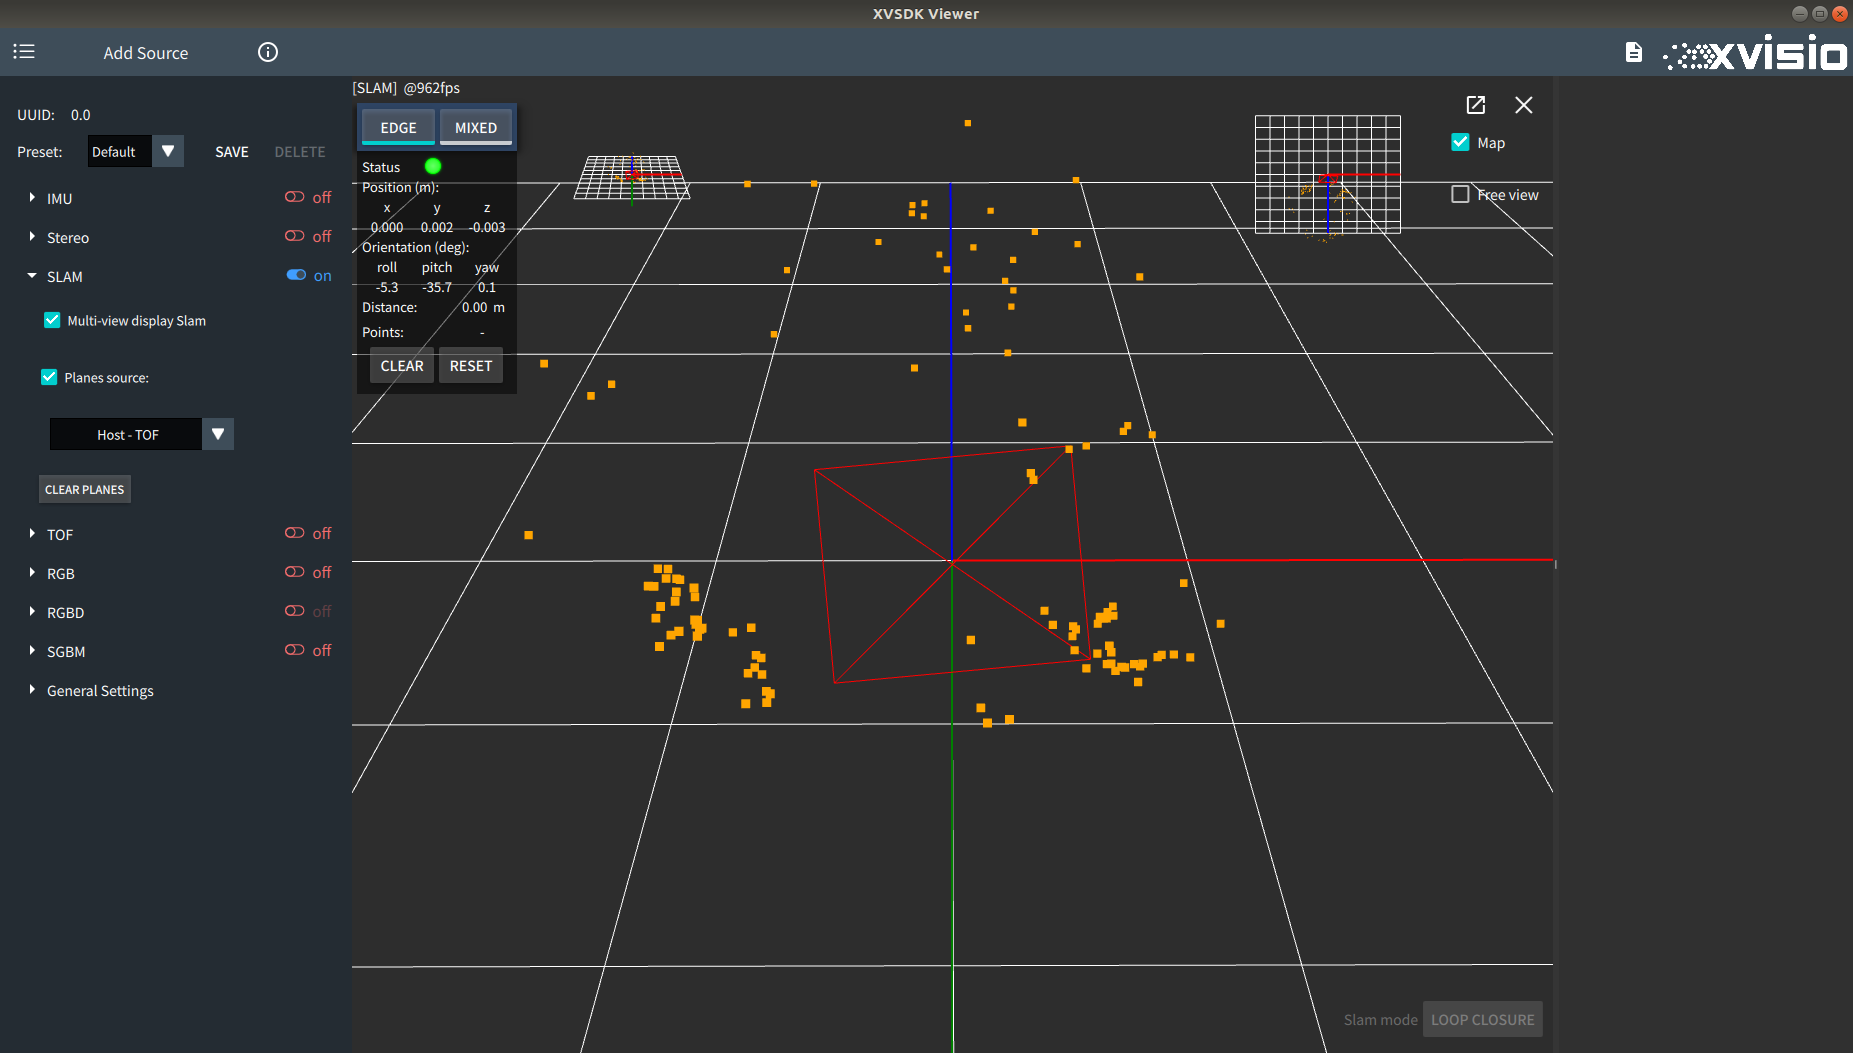 XVSDK Viewer
Add Source
xvisio
UUID: 0.0
Preset: Default SAVE DELETE
IMU off
Stereo off
SLAM on
Multi-view display Slam
Planes source:
Host - TOF
CLEAR PLANES
TOF off
RGB off
RGBD off
SGBM off
General Settings
[SLAM] @962fps
EDGE MIXED
Status
Position (m):
x y z
0.000 0.002 -0.003
Orientation (deg):
roll pitch yaw
-5.3 -35.7 0.1
Distance: 0.00 m
Points: -
CLEAR RESET
Map
Free view
Slam mode LOOP CLOSURE